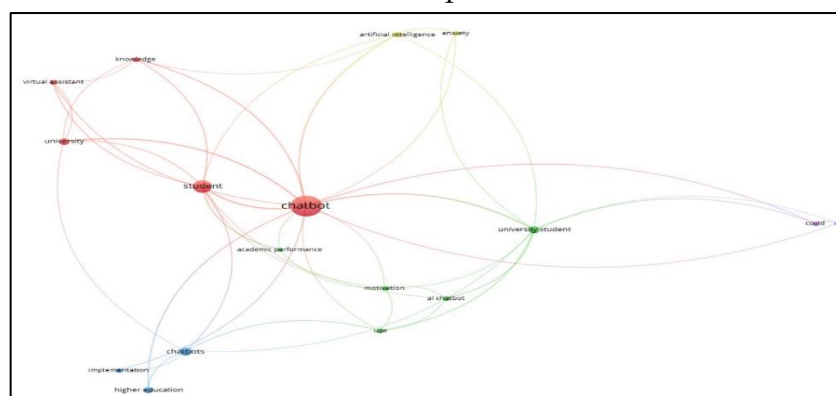 artificial intelligence
anxiety
knowledge
virtual assistant
university
student
chatbot
covid
university student
academic performance
motivation
ai chatbot
use
chatbots
implementation
higher education